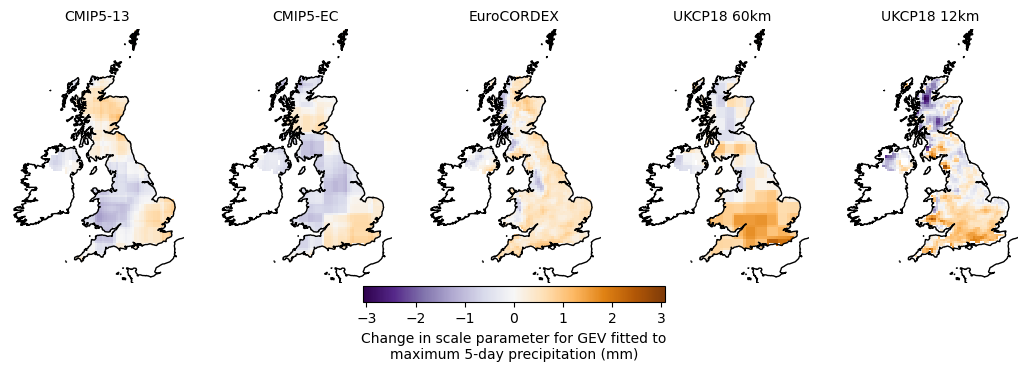 CMIP5-13
CMIP5-EC
EuroCORDEX
UKCP18 60km
UKCP18 12km
−3 −2 −1 0 1 2 3
Change in scale parameter for GEV fitted to
maximum 5-day precipitation (mm)